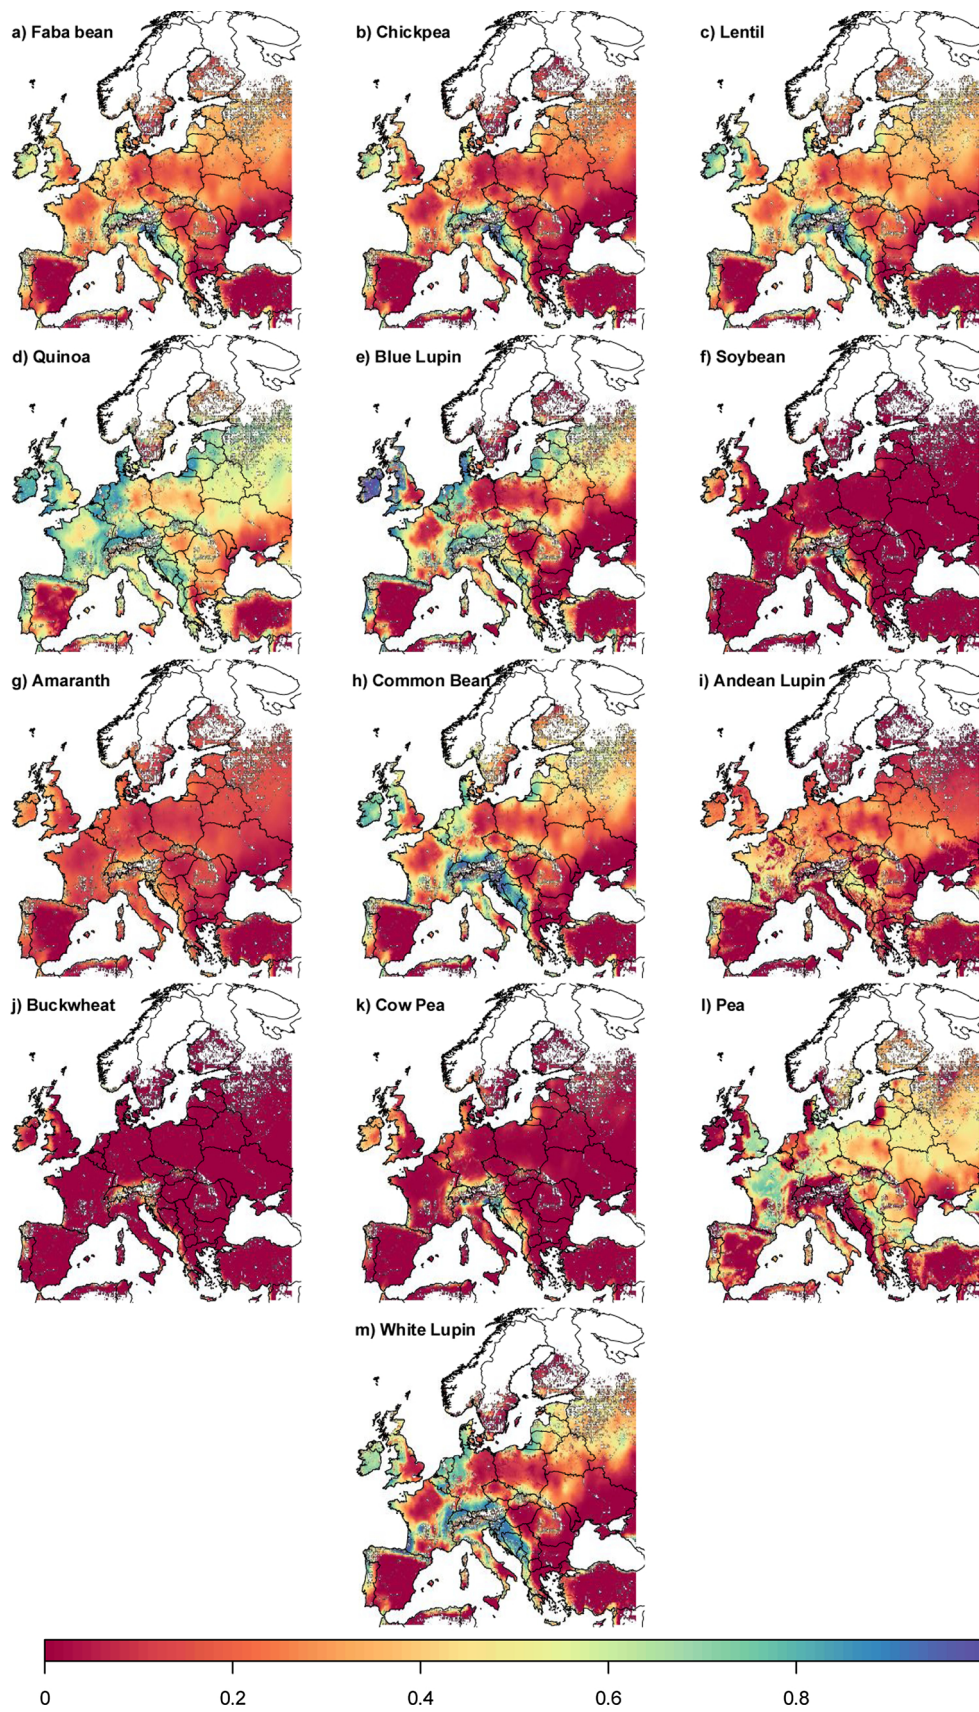 a) Faba bean
b) Chickpea
c) Lentil
d) Quinoa
e) Blue Lupin
f) Soybean
g) Amaranth
h) Common Bean
i) Andean Lupin
j) Buckwheat
k) Cow Pea
l) Pea
m) White Lupin
0 0.2 0.4 0.6 0.8